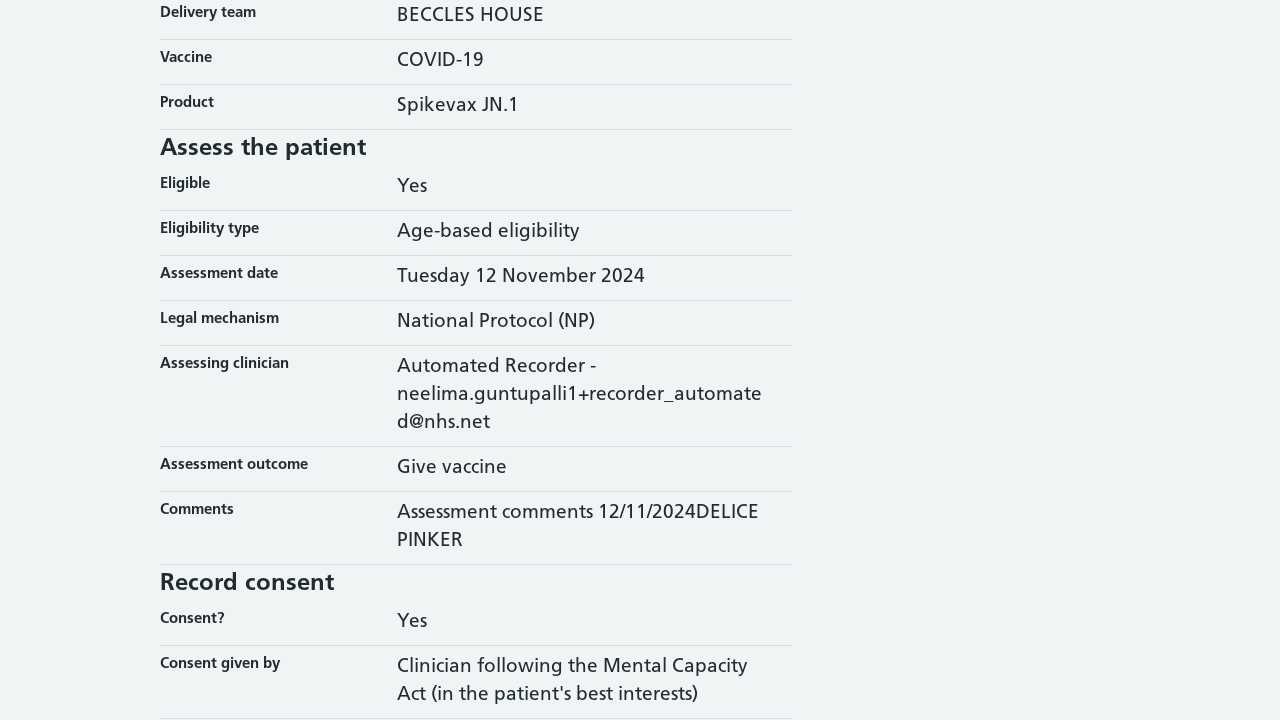 Delivery team
BECCLES HOUSE
Vaccine
COVID-19
Product
Spikevax JN.1
Assess the patient
Eligible
Yes
Eligibility type
Age-based eligibility
Assessment date
Tuesday 12 November 2024
Legal mechanism
National Protocol (NP)
Assessing clinician
Automated Recorder -
neelima.guntupalli1+recorder_automate
d@nhs.net
Assessment outcome
Give vaccine
Comments
Assessment comments 12/11/2024DELICE
PINKER
Record consent
Consent?
Yes
Consent given by
Clinician following the Mental Capacity
Act (in the patient's best interests)